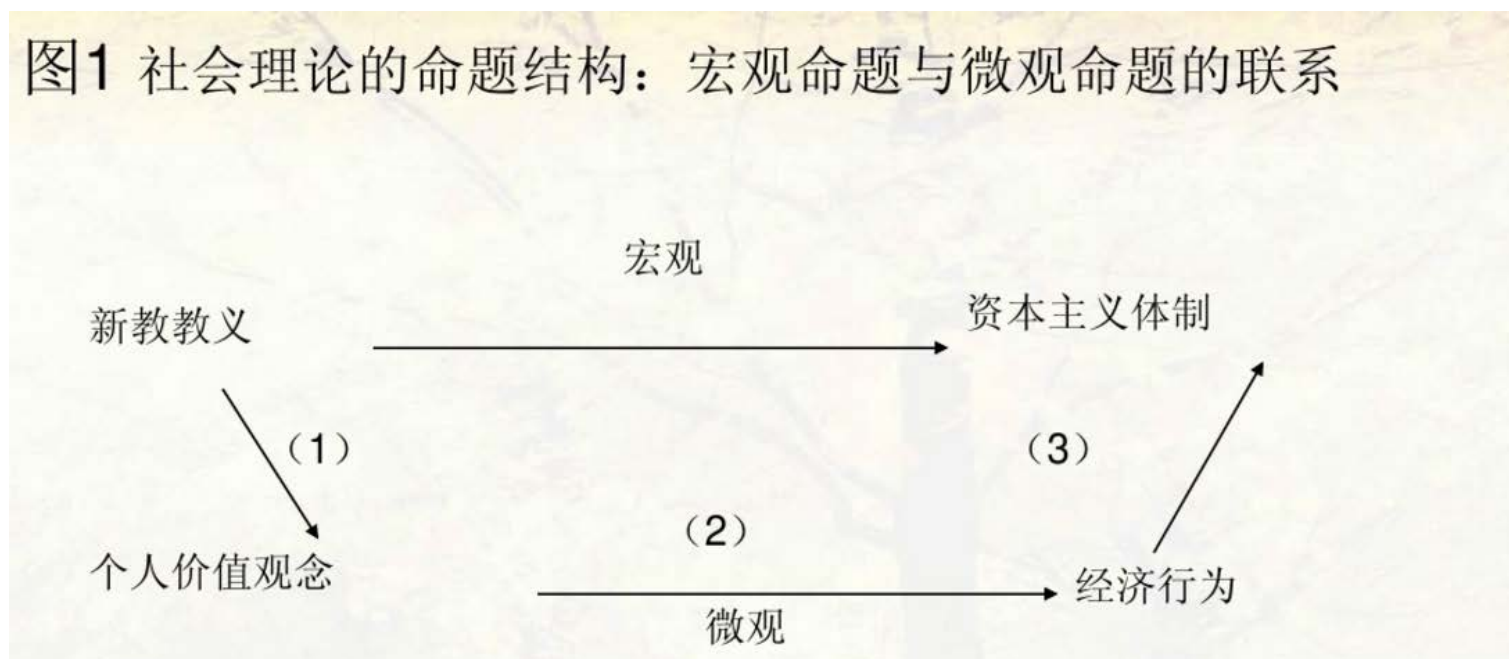 图1 社会理论的命题结构：宏观命题与微观命题的联系
宏观
新教教义
资本主义体制
（1）
（3）
（2）
个人价值观念
经济行为
微观